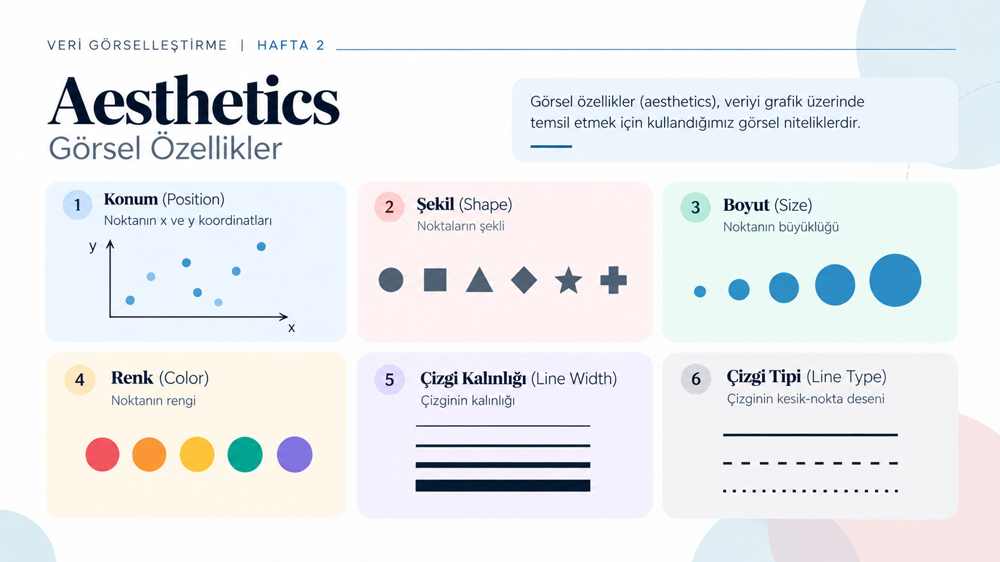 VERİ GÖRSELLEŞTİRME | HAFTA 2
Aesthetics
Görsel Özellikler
Görsel özellikler (aesthetics), veriyi grafik üzerinde
temsil etmek için kullandığımız görsel niteliklerdir.
1
Konum (Position)
Noktanın x ve y koordinatları
y
x
2
Şekil (Shape)
Noktaların şekli
3
Boyut (Size)
Noktanın büyüklüğü
4
Renk (Color)
Noktanın rengi
5
Çizgi Kalınlığı (Line Width)
Çizginin kalınlığı
6
Çizgi Tipi (Line Type)
Çizginin kesik-nokta deseni